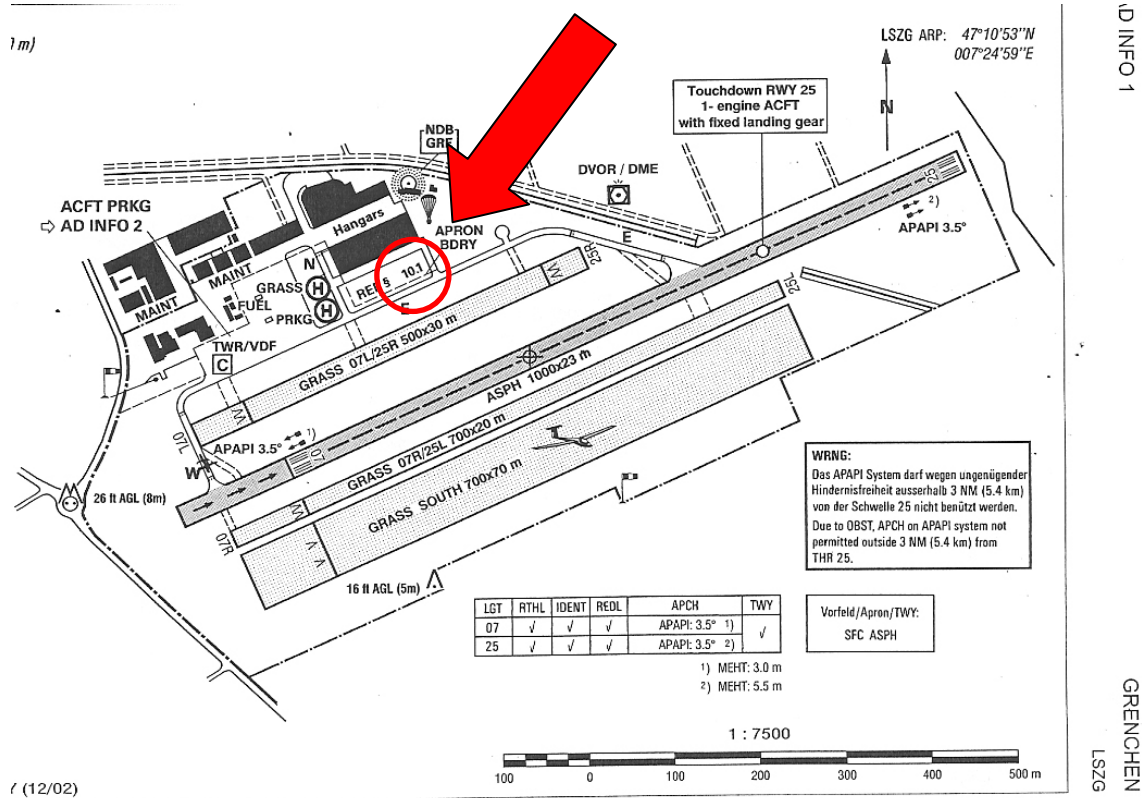 ) m)
LSZG ARP: 47°10'53"N
007°24'59"E
AD INFO 1
Touchdown RWY 25
1- engine ACFT
with fixed landing gear
N
NDB
GRE
DVOR / DME
ACFT PRKG
⇨ AD INFO 2
Hangars
APRON
BDRY
E
25
2)
APAPI 3.5°
MAINT
MAINT
N
GRASS
H
FUEL
H
PRKG
REF §
10.1
E
25R
25L
TWR/VDF
C
GRASS 07L/25R 500x30 m
ASPH 1000x23 m
07L
APAPI 3.5°
1)
07
W
GRASS 07R/25L 700x20 m
GRASS SOUTH 700x70 m
26 ft AGL (8m)
07R
16 ft AGL (5m)
WRNG:
Das APAPI System darf wegen ungenügender
Hindernisfreiheit ausserhalb 3 NM (5.4 km)
von der Schwelle 25 nicht benützt werden.
Due to OBST, APCH on APAPI system not
permitted outside 3 NM (5.4 km) from
THR 25.
LGT RTHL IDENT REDL APCH TWY
07 √ √ √ APAPI: 3.5° 1) √
25 √ √ √ APAPI: 3.5° 2)
1) MEHT: 3.0 m
2) MEHT: 5.5 m
Vorfeld/Apron/TWY:
SFC ASPH
1 : 7500
100 0 100 200 300 400 500 m
GRENCHEN
LSZG
(12/02)